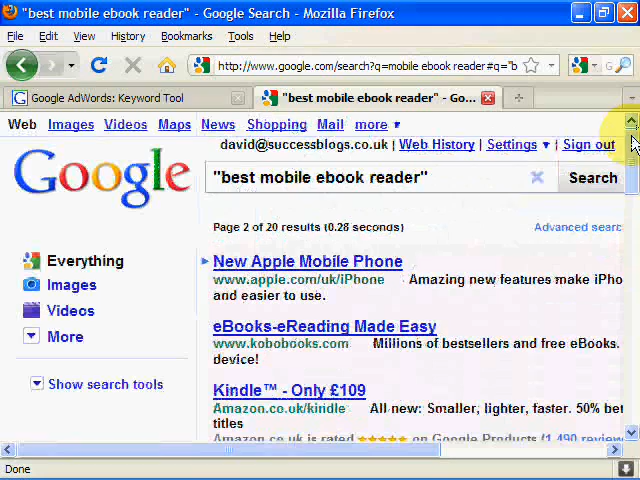 "best mobile ebook reader" - Google Search - Mozilla Firefox
File Edit View History Bookmarks Tools Help
http://www.google.com/search?q=mobile ebook reader#q="b
G
Google AdWords: Keyword Tool
"best mobile ebook reader" - Go...
Web Images Videos Maps News Shopping Mail more
david@successblogs.co.uk | Web History | Settings | Sign out
Google
"best mobile ebook reader"
Search
Page 2 of 20 results (0.28 seconds)
Advanced searc
Everything
Images
Videos
More
Show search tools
New Apple Mobile Phone
www.apple.com/uk/iPhone Amazing new features make iPho
and easier to use.
eBooks-eReading Made Easy
www.kobobooks.com Millions of bestsellers and free eBooks.
device!
Kindle™ - Only £109
Amazon.co.uk/kindle All new: Smaller, lighter, faster. 50% bet
titles
Amazon.co.uk is rated ★★★★★ on Google Products (1,490 review
Done